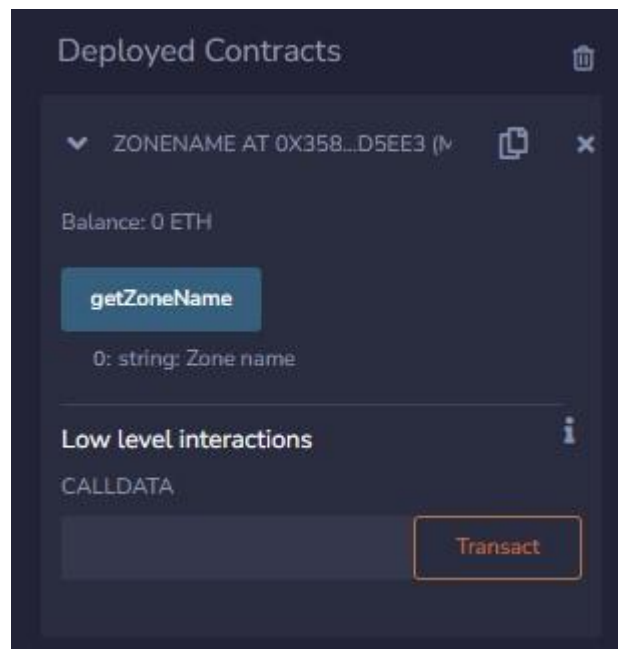 Deployed Contracts
ZONENAME AT 0X358...D5EE3 (M
Balance: 0 ETH
getZoneName
0: string: Zone name
Low level interactions
CALLDATA
Transact